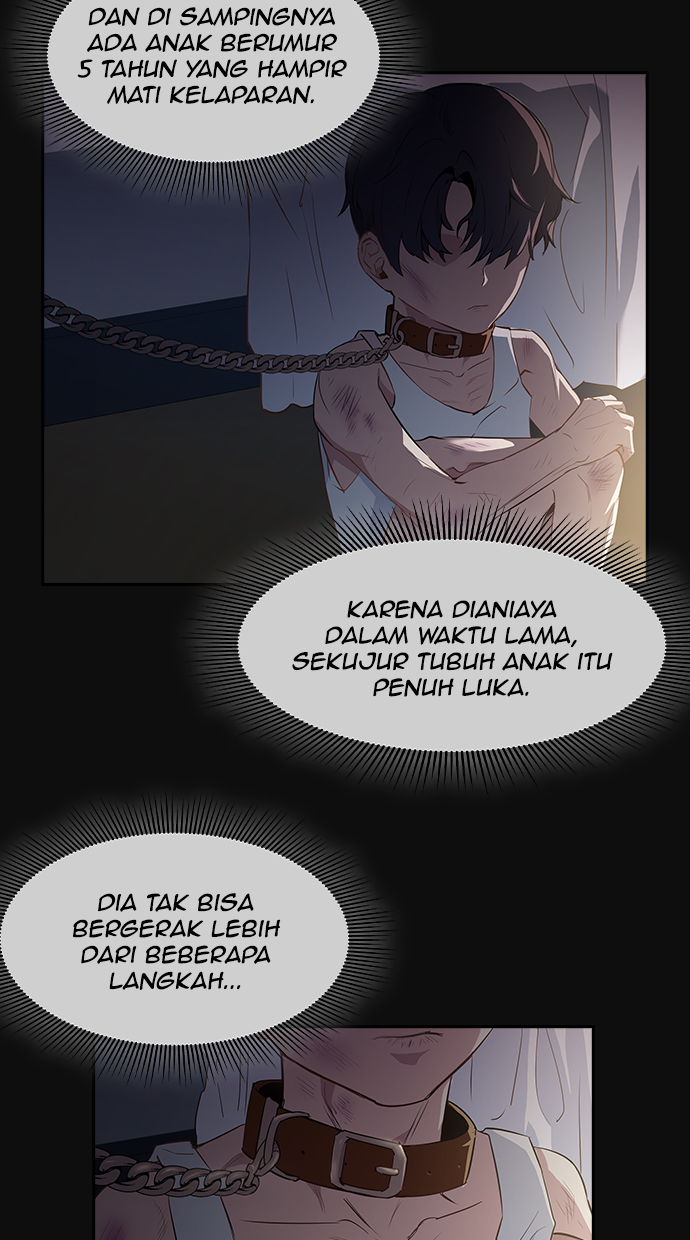 DAN DI SAMPINGNYA
ADA ANAK BERUMUR
5 TAHUN YANG HAMPIR
MATI KELAPARAN.
KARENA DIANIAYA
DALAM WAKTU LAMA,
SEKUJUR TUBUH ANAK ITU
PENUH LUKA.
DIA TAK BISA
BERGERAK LEBIH
DARI BEBERAPA
LANGKAH...